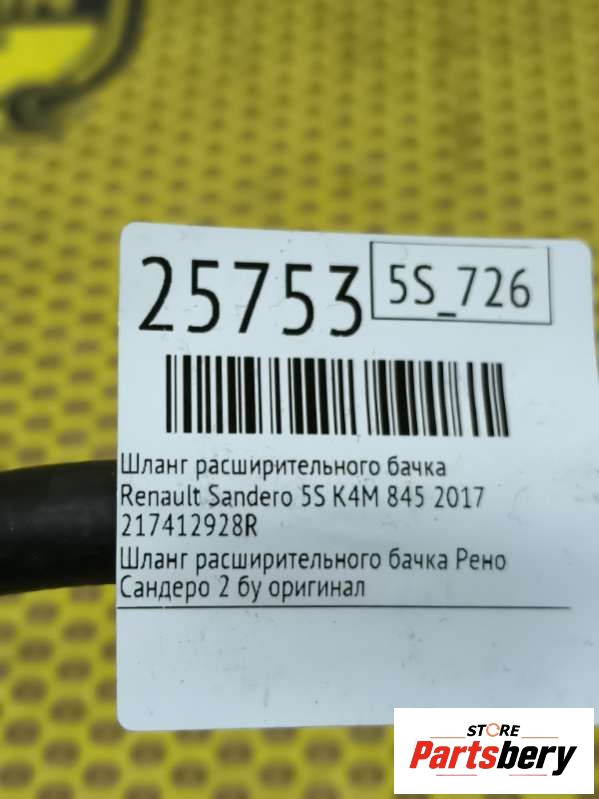 25753
5S_726
Шланг расширительного бачка
Renault Sandero 5S K4M 845 2017
217412928R
Шланг расширительного бачка Рено
Сандеро 2 бу оригинал
STORE
Partsbery